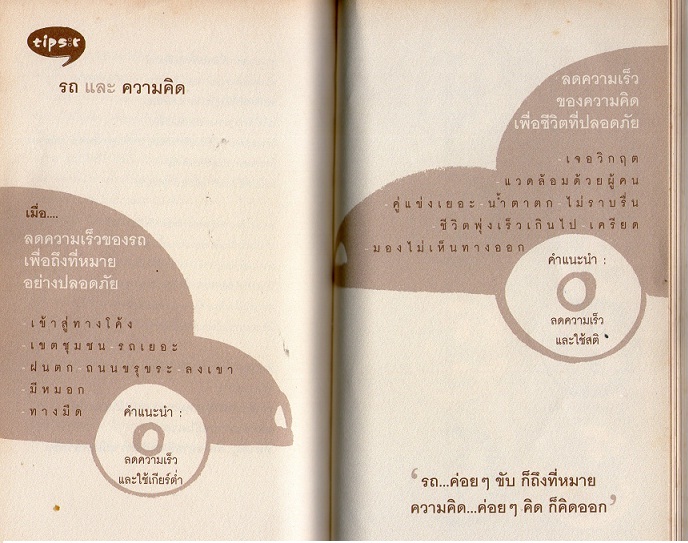 tips:r
รถ และ ความคิด
เมื่อ....
ลดความเร็วของรถ
เพื่อถึงที่หมาย
อย่างปลอดภัย
-เข้าสู่ทางโค้ง
-เขตชุมชน-รถเยอะ
-ฝนตก-ถนนขรุขระ-ลงเขา
-มีหมอก
-ทางมืด
คำแนะนำ :
ลดความเร็ว
และใช้เกียร์ต่ำ
ลดความเร็ว
ของความคิด
เพื่อชีวิตที่ปลอดภัย
-เจอวิกฤต
-แวดล้อมด้วยผู้คน
-คู่แข่งเยอะ-น้ำตาตก-ไม่ราบรื่น
-ชีวิตพุ่งเร็วเกินไป-เครียด
-มองไม่เห็นทางออก
คำแนะนำ :
ลดความเร็ว
และใช้สติ
‘รถ...ค่อยๆ ขับ ก็ถึงที่หมาย
ความคิด...ค่อยๆ คิด ก็คิดออก’